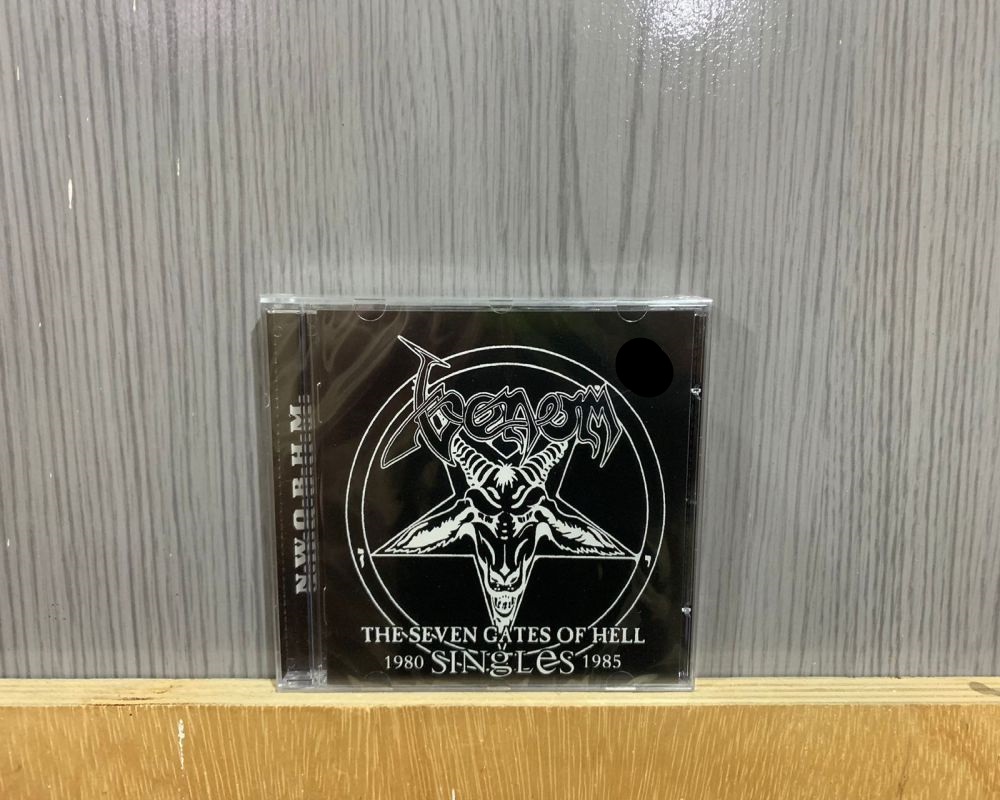 Venom
N.W.O.B.H.M.
THE SEVEN GATES OF HELL
1980 SINgLeS 1985